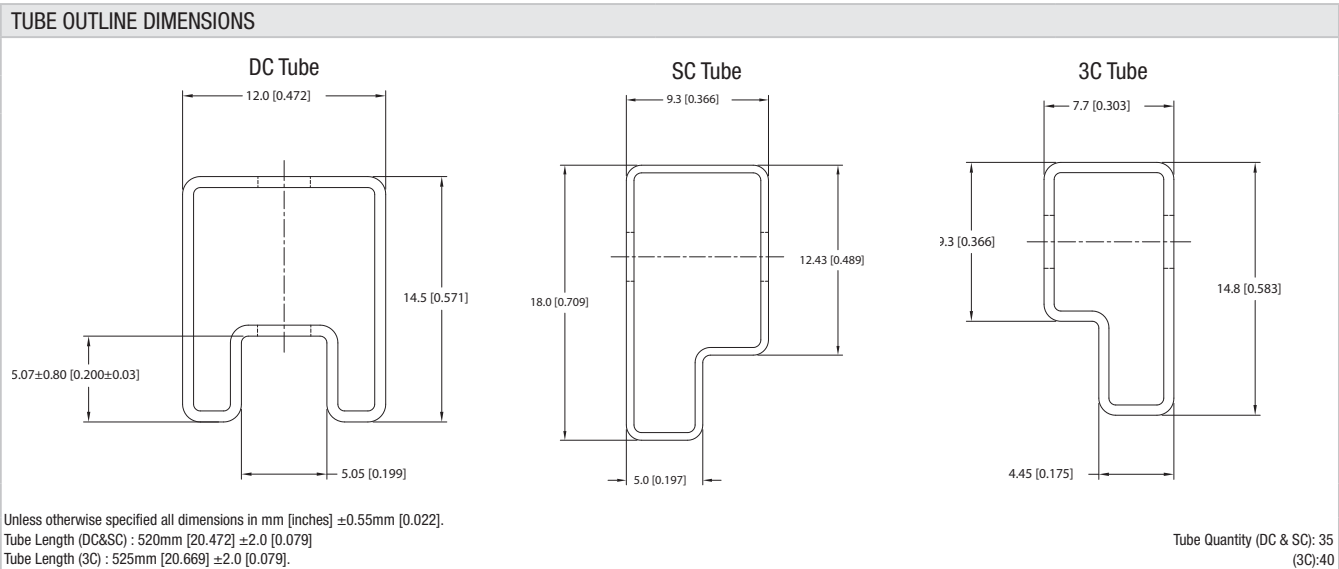 TUBE OUTLINE DIMENSIONS
DC Tube
12.0 [0.472]
14.5 [0.571]
5.07±0.80 [0.200±0.03]
5.05 [0.199]
SC Tube
9.3 [0.366]
12.43 [0.489]
18.0 [0.709]
5.0 [0.197]
3C Tube
7.7 [0.303]
9.3 [0.366]
14.8 [0.583]
4.45 [0.175]
Unless otherwise specified all dimensions in mm [inches] ±0.55mm [0.022].
Tube Length (DC&SC) : 520mm [20.472] ±2.0 [0.079]
Tube Length (3C) : 525mm [20.669] ±2.0 [0.079].
Tube Quantity (DC & SC): 35
(3C):40